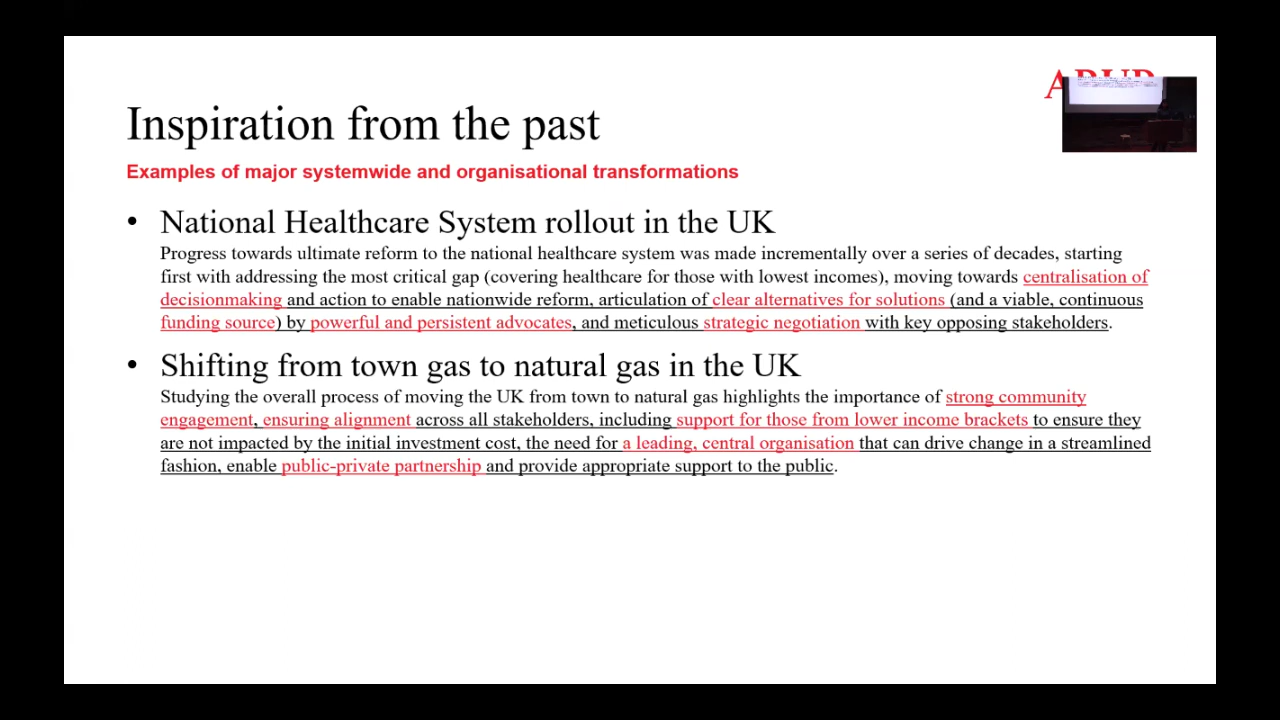 Inspiration from the past
Examples of major systemwide and organisational transformations
• National Healthcare System rollout in the UK
Progress towards ultimate reform to the national healthcare system was made incrementally over a series of decades, starting
first with addressing the most critical gap (covering healthcare for those with lowest incomes), moving towards centralisation of
decisionmaking and action to enable nationwide reform, articulation of clear alternatives for solutions (and a viable, continuous
funding source) by powerful and persistent advocates, and meticulous strategic negotiation with key opposing stakeholders.
• Shifting from town gas to natural gas in the UK
Studying the overall process of moving the UK from town to natural gas highlights the importance of strong community
engagement, ensuring alignment across all stakeholders, including support for those from lower income brackets to ensure they
are not impacted by the initial investment cost, the need for a leading, central organisation that can drive change in a streamlined
fashion, enable public-private partnership and provide appropriate support to the public.